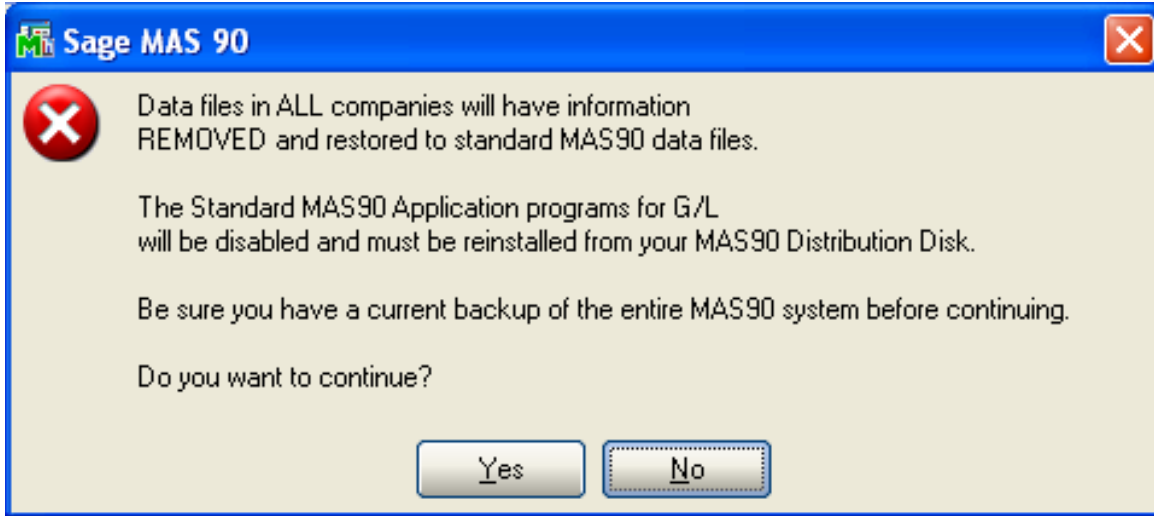 Sage MAS 90
Data files in ALL companies will have information
REMOVED and restored to standard MAS90 data files.
The Standard MAS90 Application programs for G/L
will be disabled and must be reinstalled from your MAS90 Distribution Disk.
Be sure you have a current backup of the entire MAS90 system before continuing.
Do you want to continue?
Yes No